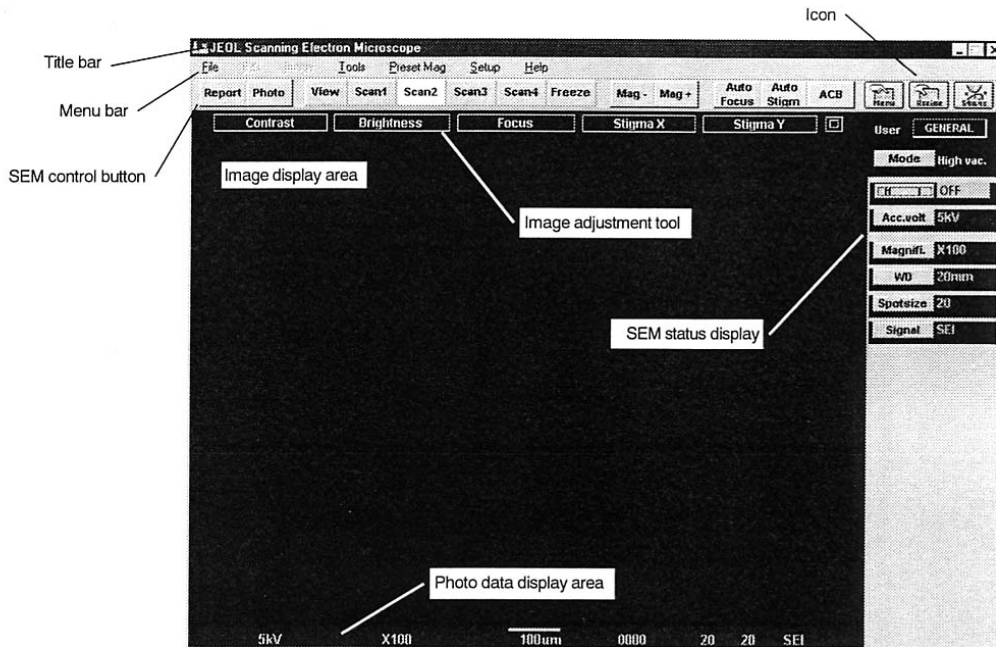 Icon
Title bar
JEOL Scanning Electron Microscope
File Tools Preset Mag Setup Help
Menu bar
Report Photo View Scan1 Scan2 Scan3 Scan4 Freeze Mag - Mag + Auto Focus Auto Stigm ACB Menu Recipe
SEM control button
Contrast Brightness Focus Stigma X Stigma Y
User GENERAL
Mode High vac.
Image display area
OFF
Image adjustment tool
Acc.volt 5kV
Magnifi. X100
WD 20mm
Spotsize 20
SEM status display
Signal SEI
Photo data display area
5kV X100 100um 0000 20 20 SEI